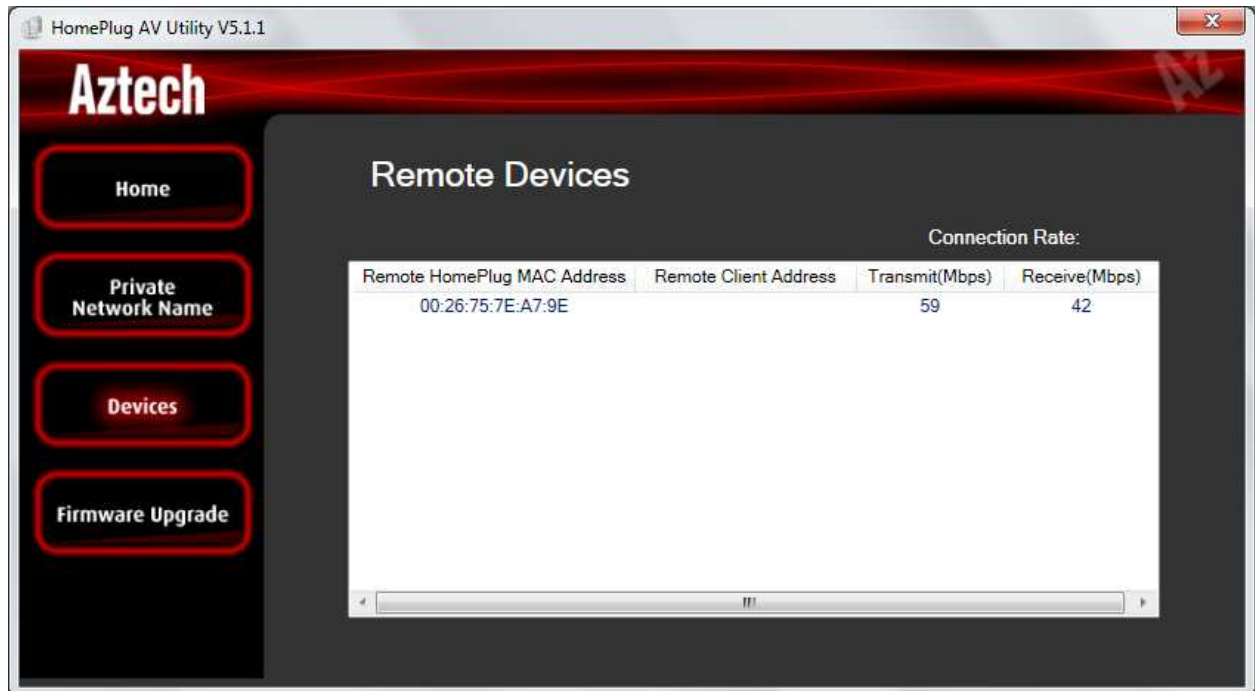 HomePlug AV Utility V5.1.1
Aztech
Az
Home
Private
Network Name
Devices
Firmware Upgrade
Remote Devices
Connection Rate:
Remote HomePlug MAC Address Remote Client Address Transmit(Mbps) Receive(Mbps)
00:26:75:7E:A7:9E 59 42